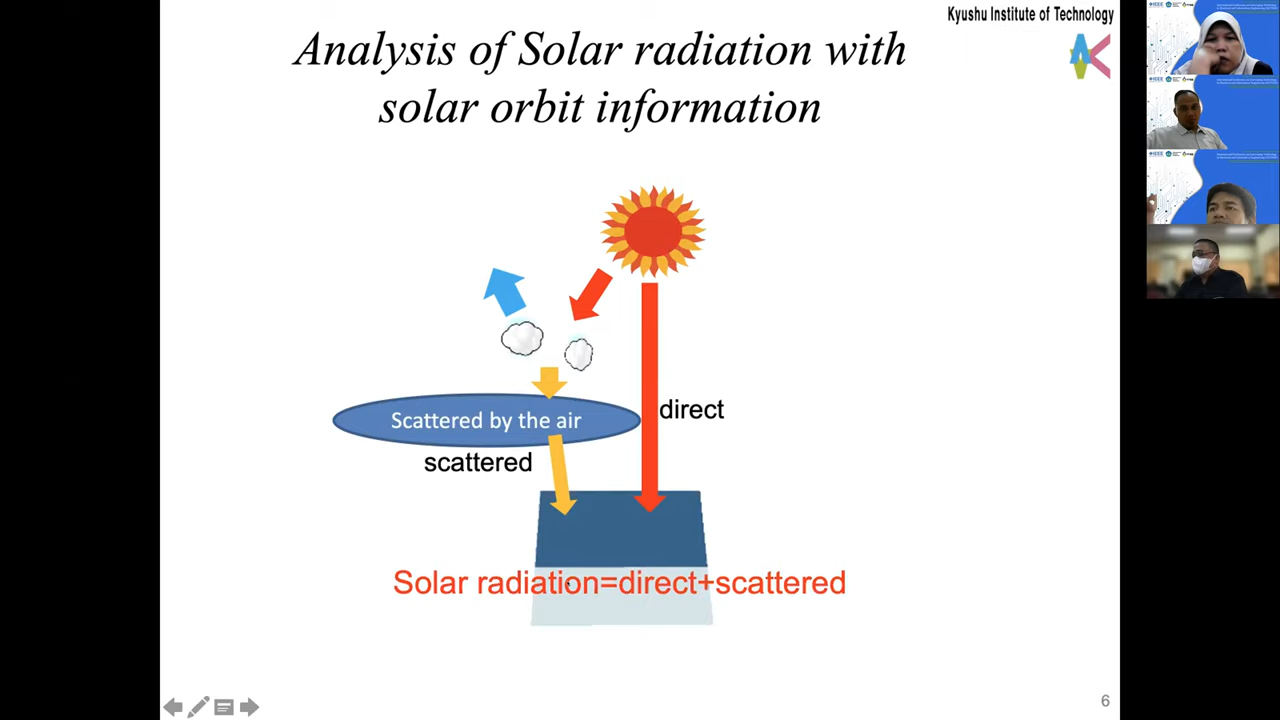 Kyushu Institute of Technology
Analysis of Solar radiation with
solar orbit information
direct
Scattered by the air
scattered
Solar radiation=direct+scattered
6